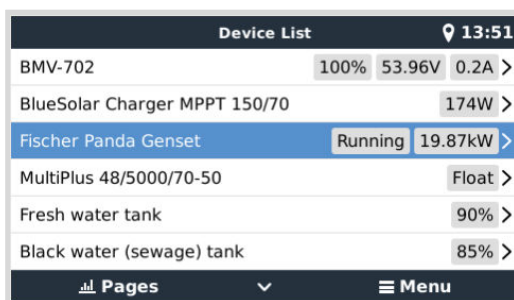 Device List 13:51
BMV-702 100% 53.96V 0.2A
BlueSolar Charger MPPT 150/70 174W
Fischer Panda Genset Running 19.87kW
MultiPlus 48/5000/70-50 Float
Fresh water tank 90%
Black water (sewage) tank 85%
Pages Menu